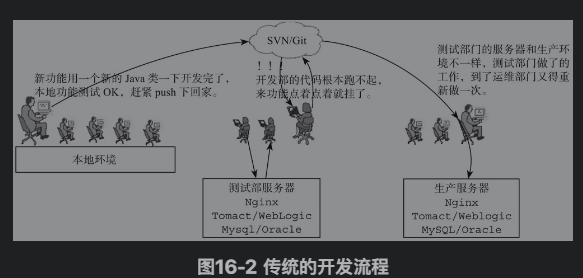 SVN/Git
新功能用一个新的 Java 类一下开发完了，
本地功能测试 OK，赶紧 push 下回家。
！！！
开发部的代码根本跑不起，
来功能点着点着就挂了。
测试部门的服务器和生产环
境不一样，测试部门做了的
工作，到了运维部门又得重
新做一次。
本地环境
测试部服务器
Nginx
Tomact/WebLogic
Mysql/Oracle
生产服务器
Nginx
Tomact/Weblogic
MySQL/Oracle
图16-2 传统的开发流程